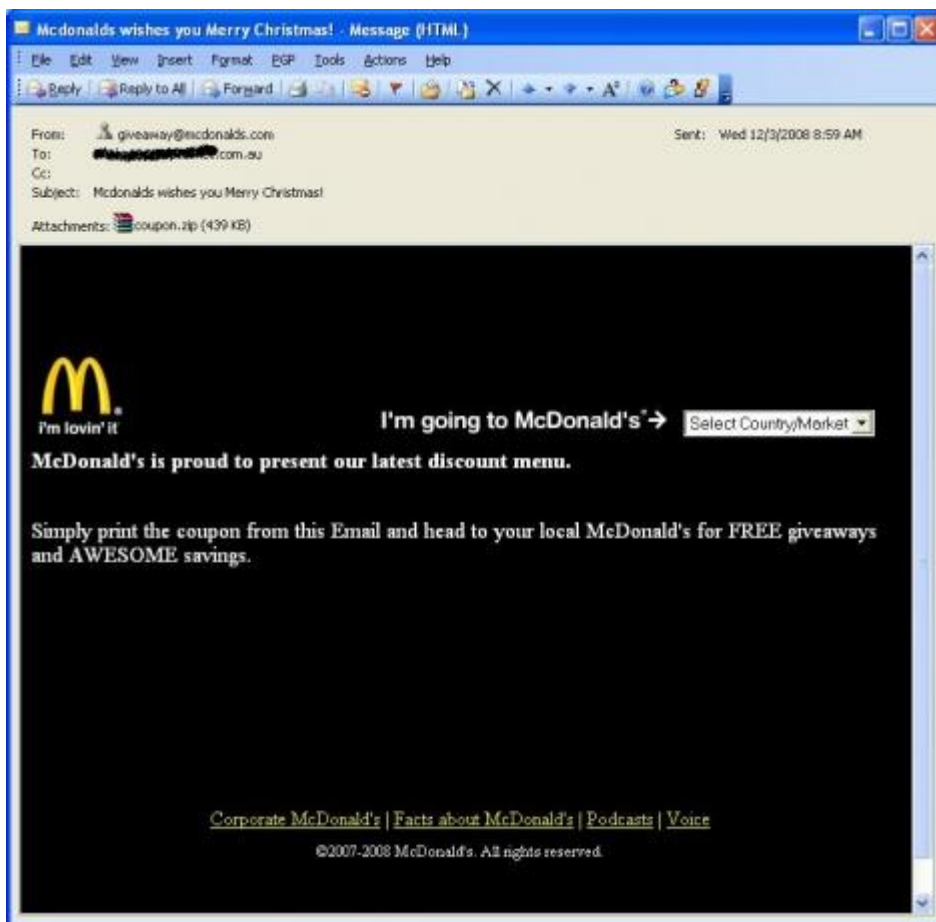 Mcdonalds wishes you Merry Christmas! - Message (HTML)
File Edit View Insert Format PGP Tools Actions Help
Reply Reply to All Forward
From: giveaway@mcdonalds.com Sent: Wed 12/3/2008 8:59 AM
To: .com.au
Cc:
Subject: Mcdonalds wishes you Merry Christmas!
Attachments: coupon.zip (439 KB)
M®
i'm lovin' it
I'm going to McDonald's Select Country/Market
McDonald's is proud to present our latest discount menu.
Simply print the coupon from this Email and head to your local McDonald's for FREE giveaways
and AWESOME savings.
Corporate McDonald's | Facts about McDonald's | Podcasts | Voice
©2007-2008 McDonald's. All rights reserved.